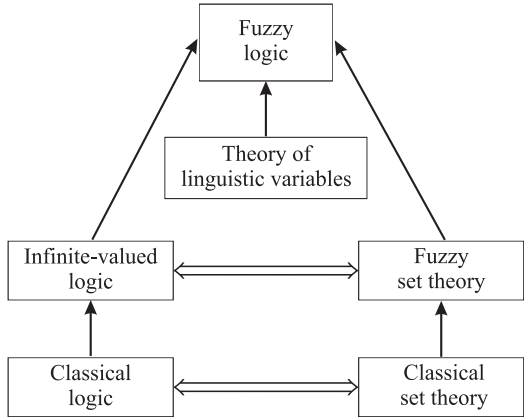 Fuzzy
logic
Theory of
linguistic variables
Infinite-valued
logic
Fuzzy
set theory
Classical
logic
Classical
set theory